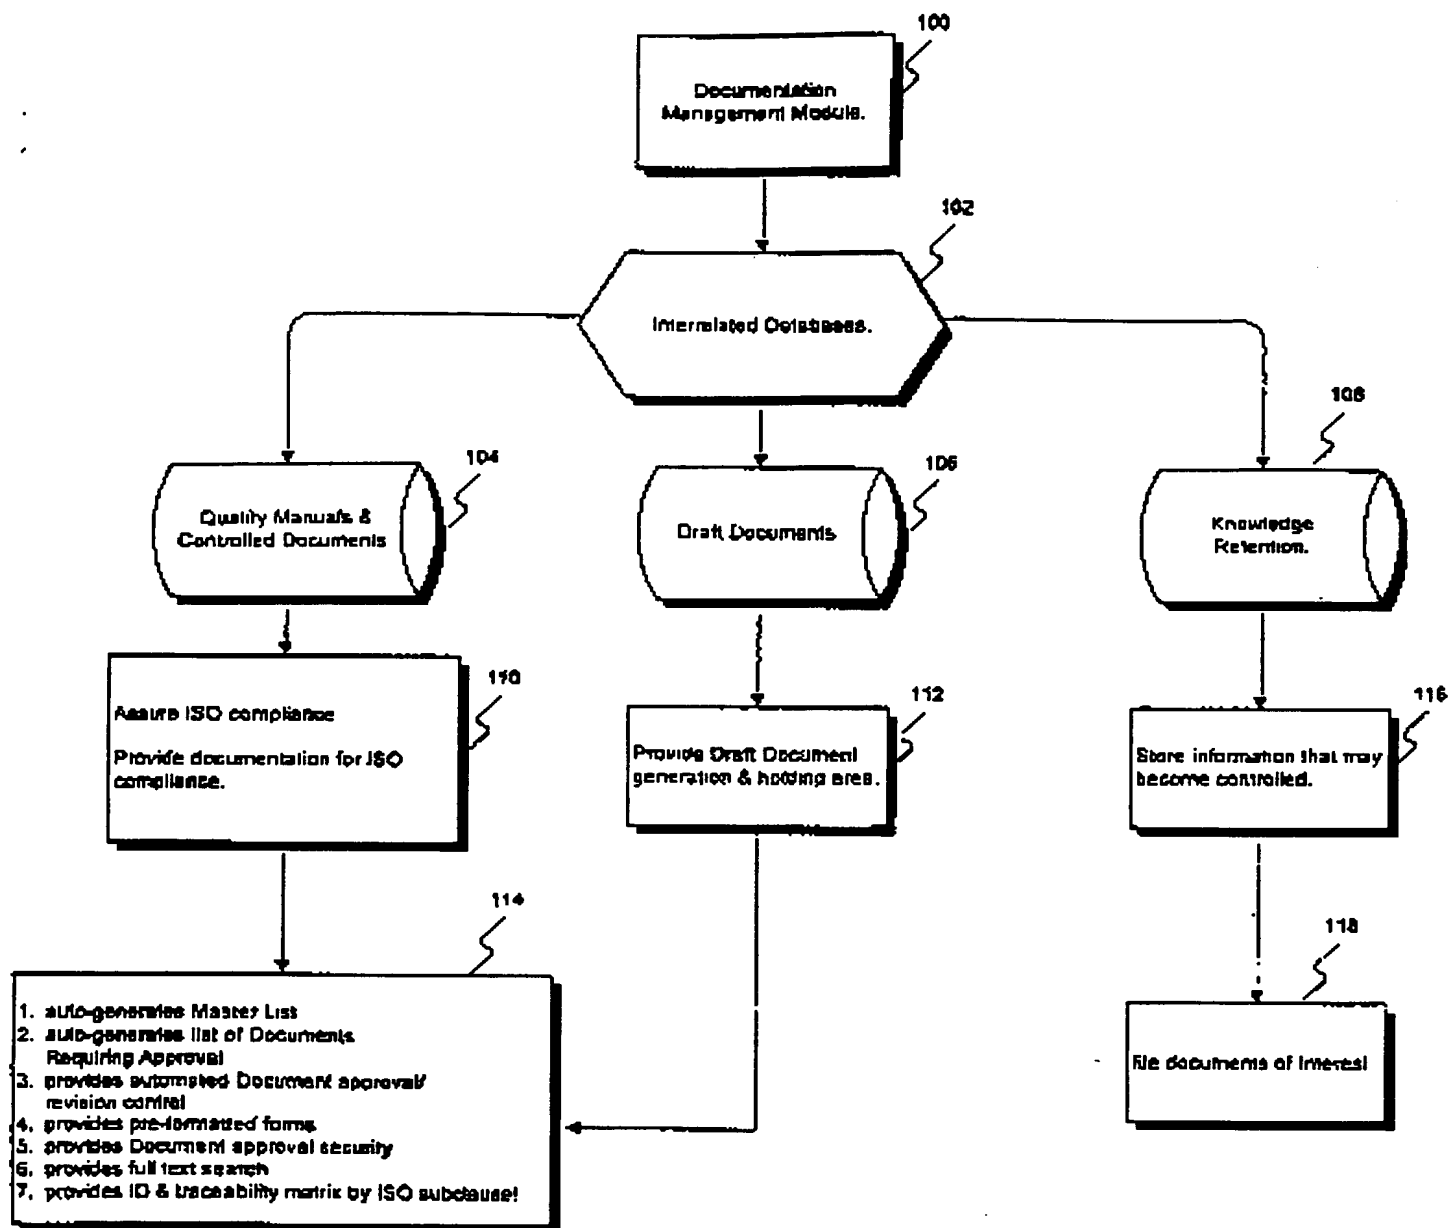 100
Documentation
Management Module.
102
Interrelated Databases.
104
Quality Manuals &
Controlled Documents
106
Draft Documents
108
Knowledge
Retention.
110
Assure ISO compliance
Provide documentation for ISO
compliance.
112
Provide Draft Document
generation & holding area.
116
Store information that may
become controlled.
114
1. auto-generates Master List
2. auto-generates list of Documents
Requiring Approval
3. provides automated Document approval/
revision control
4. provides pre-formatted forms
5. provides Document approval security
6. provides full text search
7. provides ID & traceability matrix by ISO subclause!
118
file documents of interest